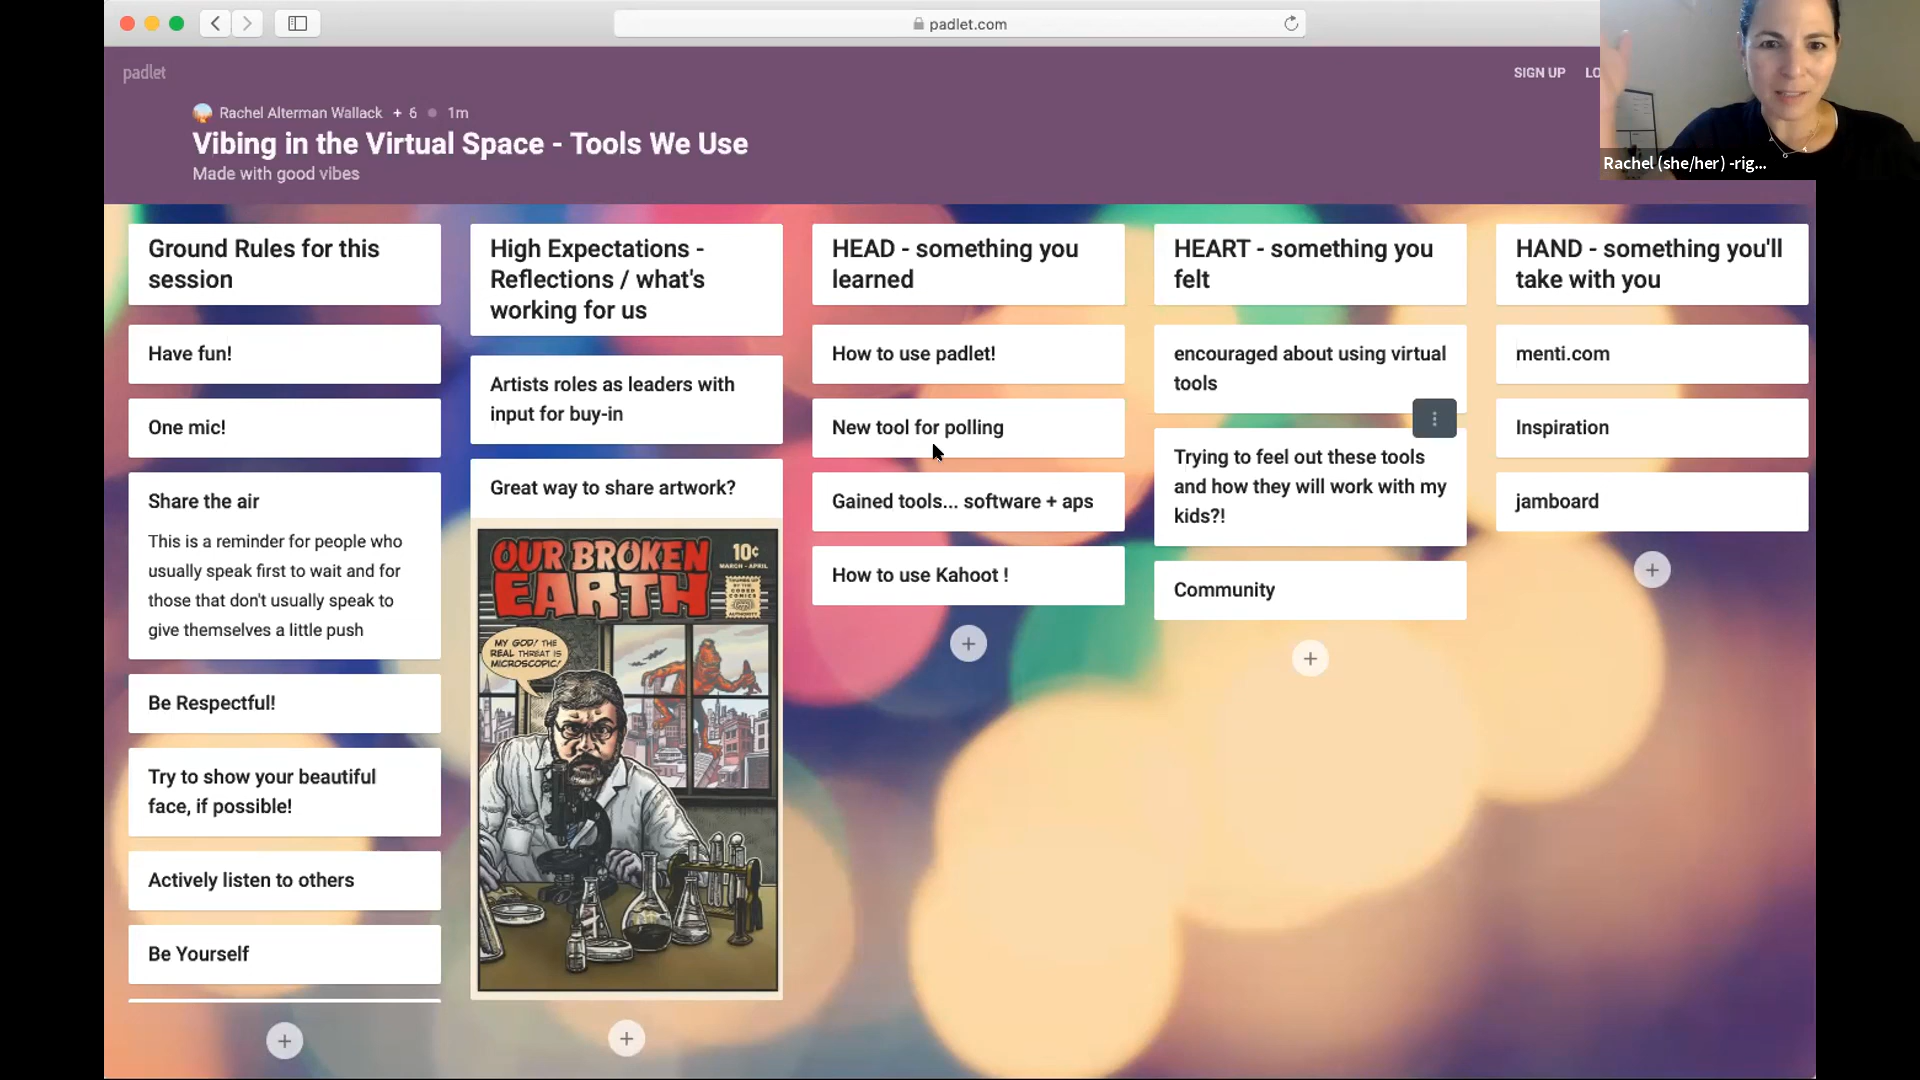 padlet.com
padlet
SIGN UP
LO
Rachel Alterman Wallack + 6 1m
Vibing in the Virtual Space - Tools We Use
Made with good vibes
Rachel (she/her) -rig...
Ground Rules for this
session
Have fun!
One mic!
Share the air
This is a reminder for people who
usually speak first to wait and for
those that don't usually speak to
give themselves a little push
Be Respectful!
Try to show your beautiful
face, if possible!
Actively listen to others
Be Yourself
High Expectations -
Reflections / what's
working for us
Artists roles as leaders with
input for buy-in
Great way to share artwork?
OUR BROKEN
EARTH
10¢
MARCH - APRIL
MY GOD! THE
REAL THREAT IS
MICROSCOPIC!
HEAD - something you
learned
How to use padlet!
New tool for polling
Gained tools... software + aps
How to use Kahoot !
HEART - something you
felt
encouraged about using virtual
tools
Trying to feel out these tools
and how they will work with my
kids?!
Community
HAND - something you'll
take with you
menti.com
Inspiration
jamboard